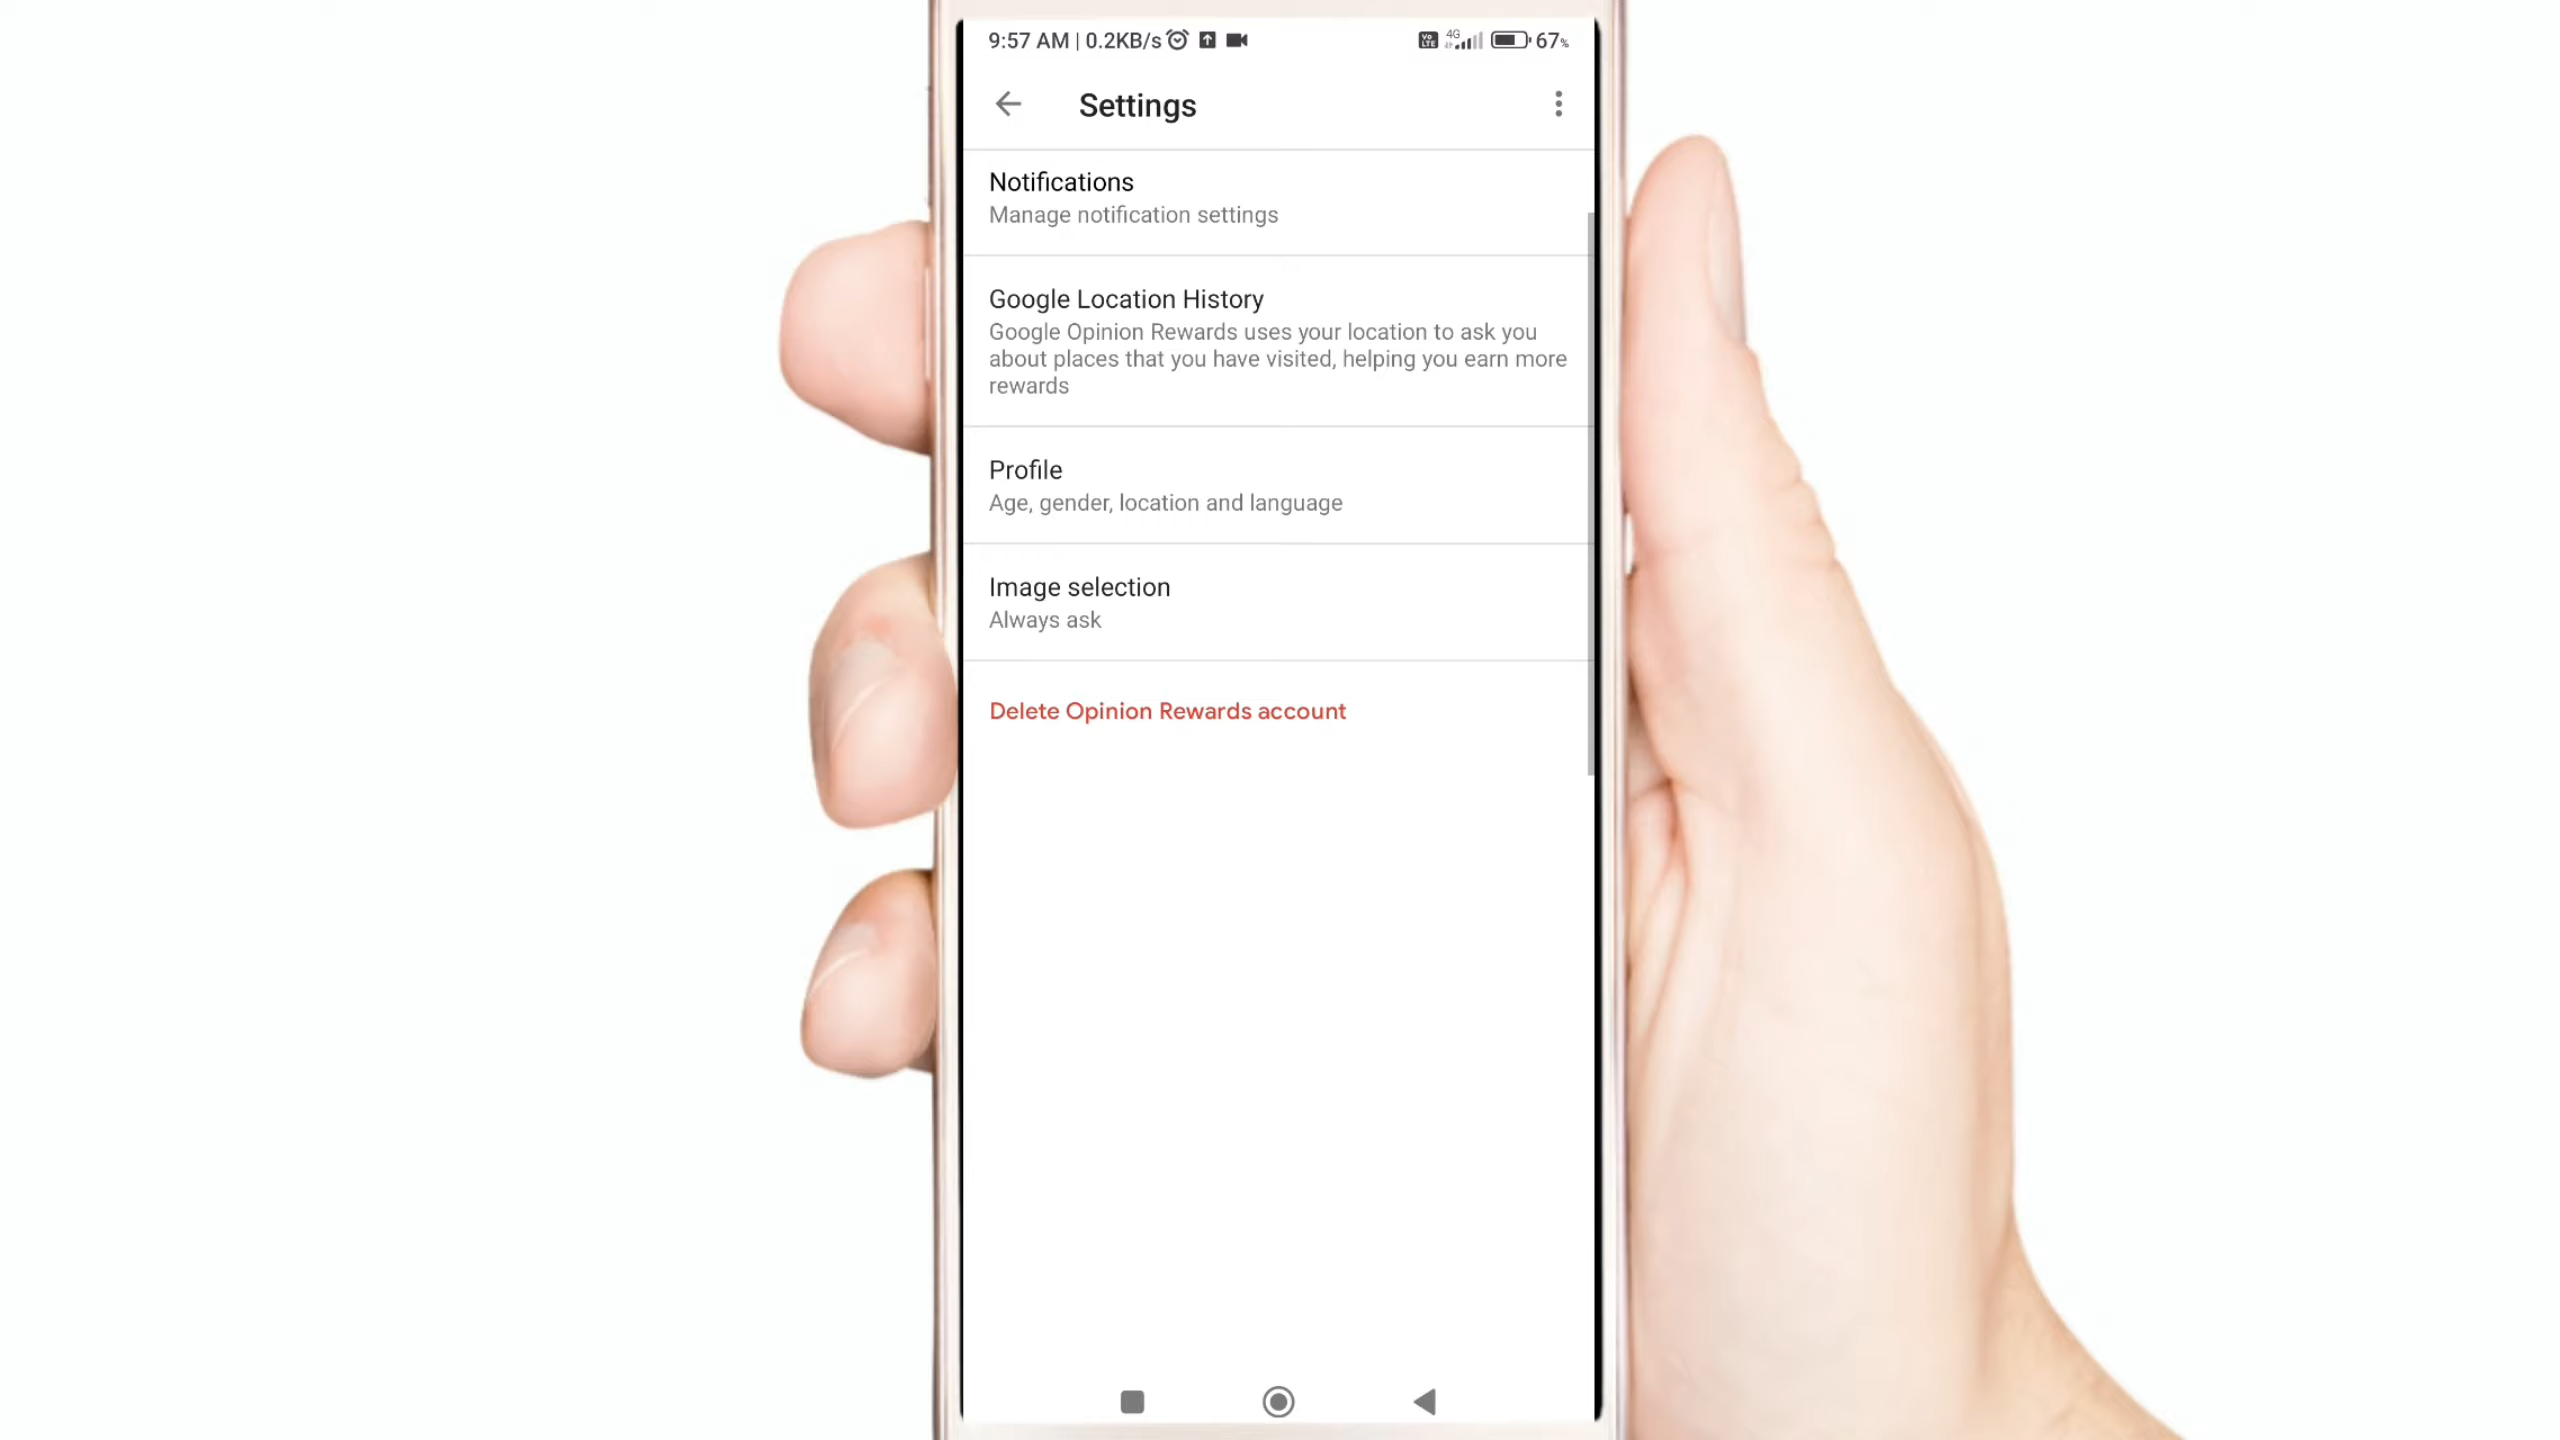 9:57 AM | 0.2KB/s 4G 67%
Settings
Notifications
Manage notification settings
Google Location History
Google Opinion Rewards uses your location to ask you
about places that you have visited, helping you earn more
rewards
Profile
Age, gender, location and language
Image selection
Always ask
Delete Opinion Rewards account